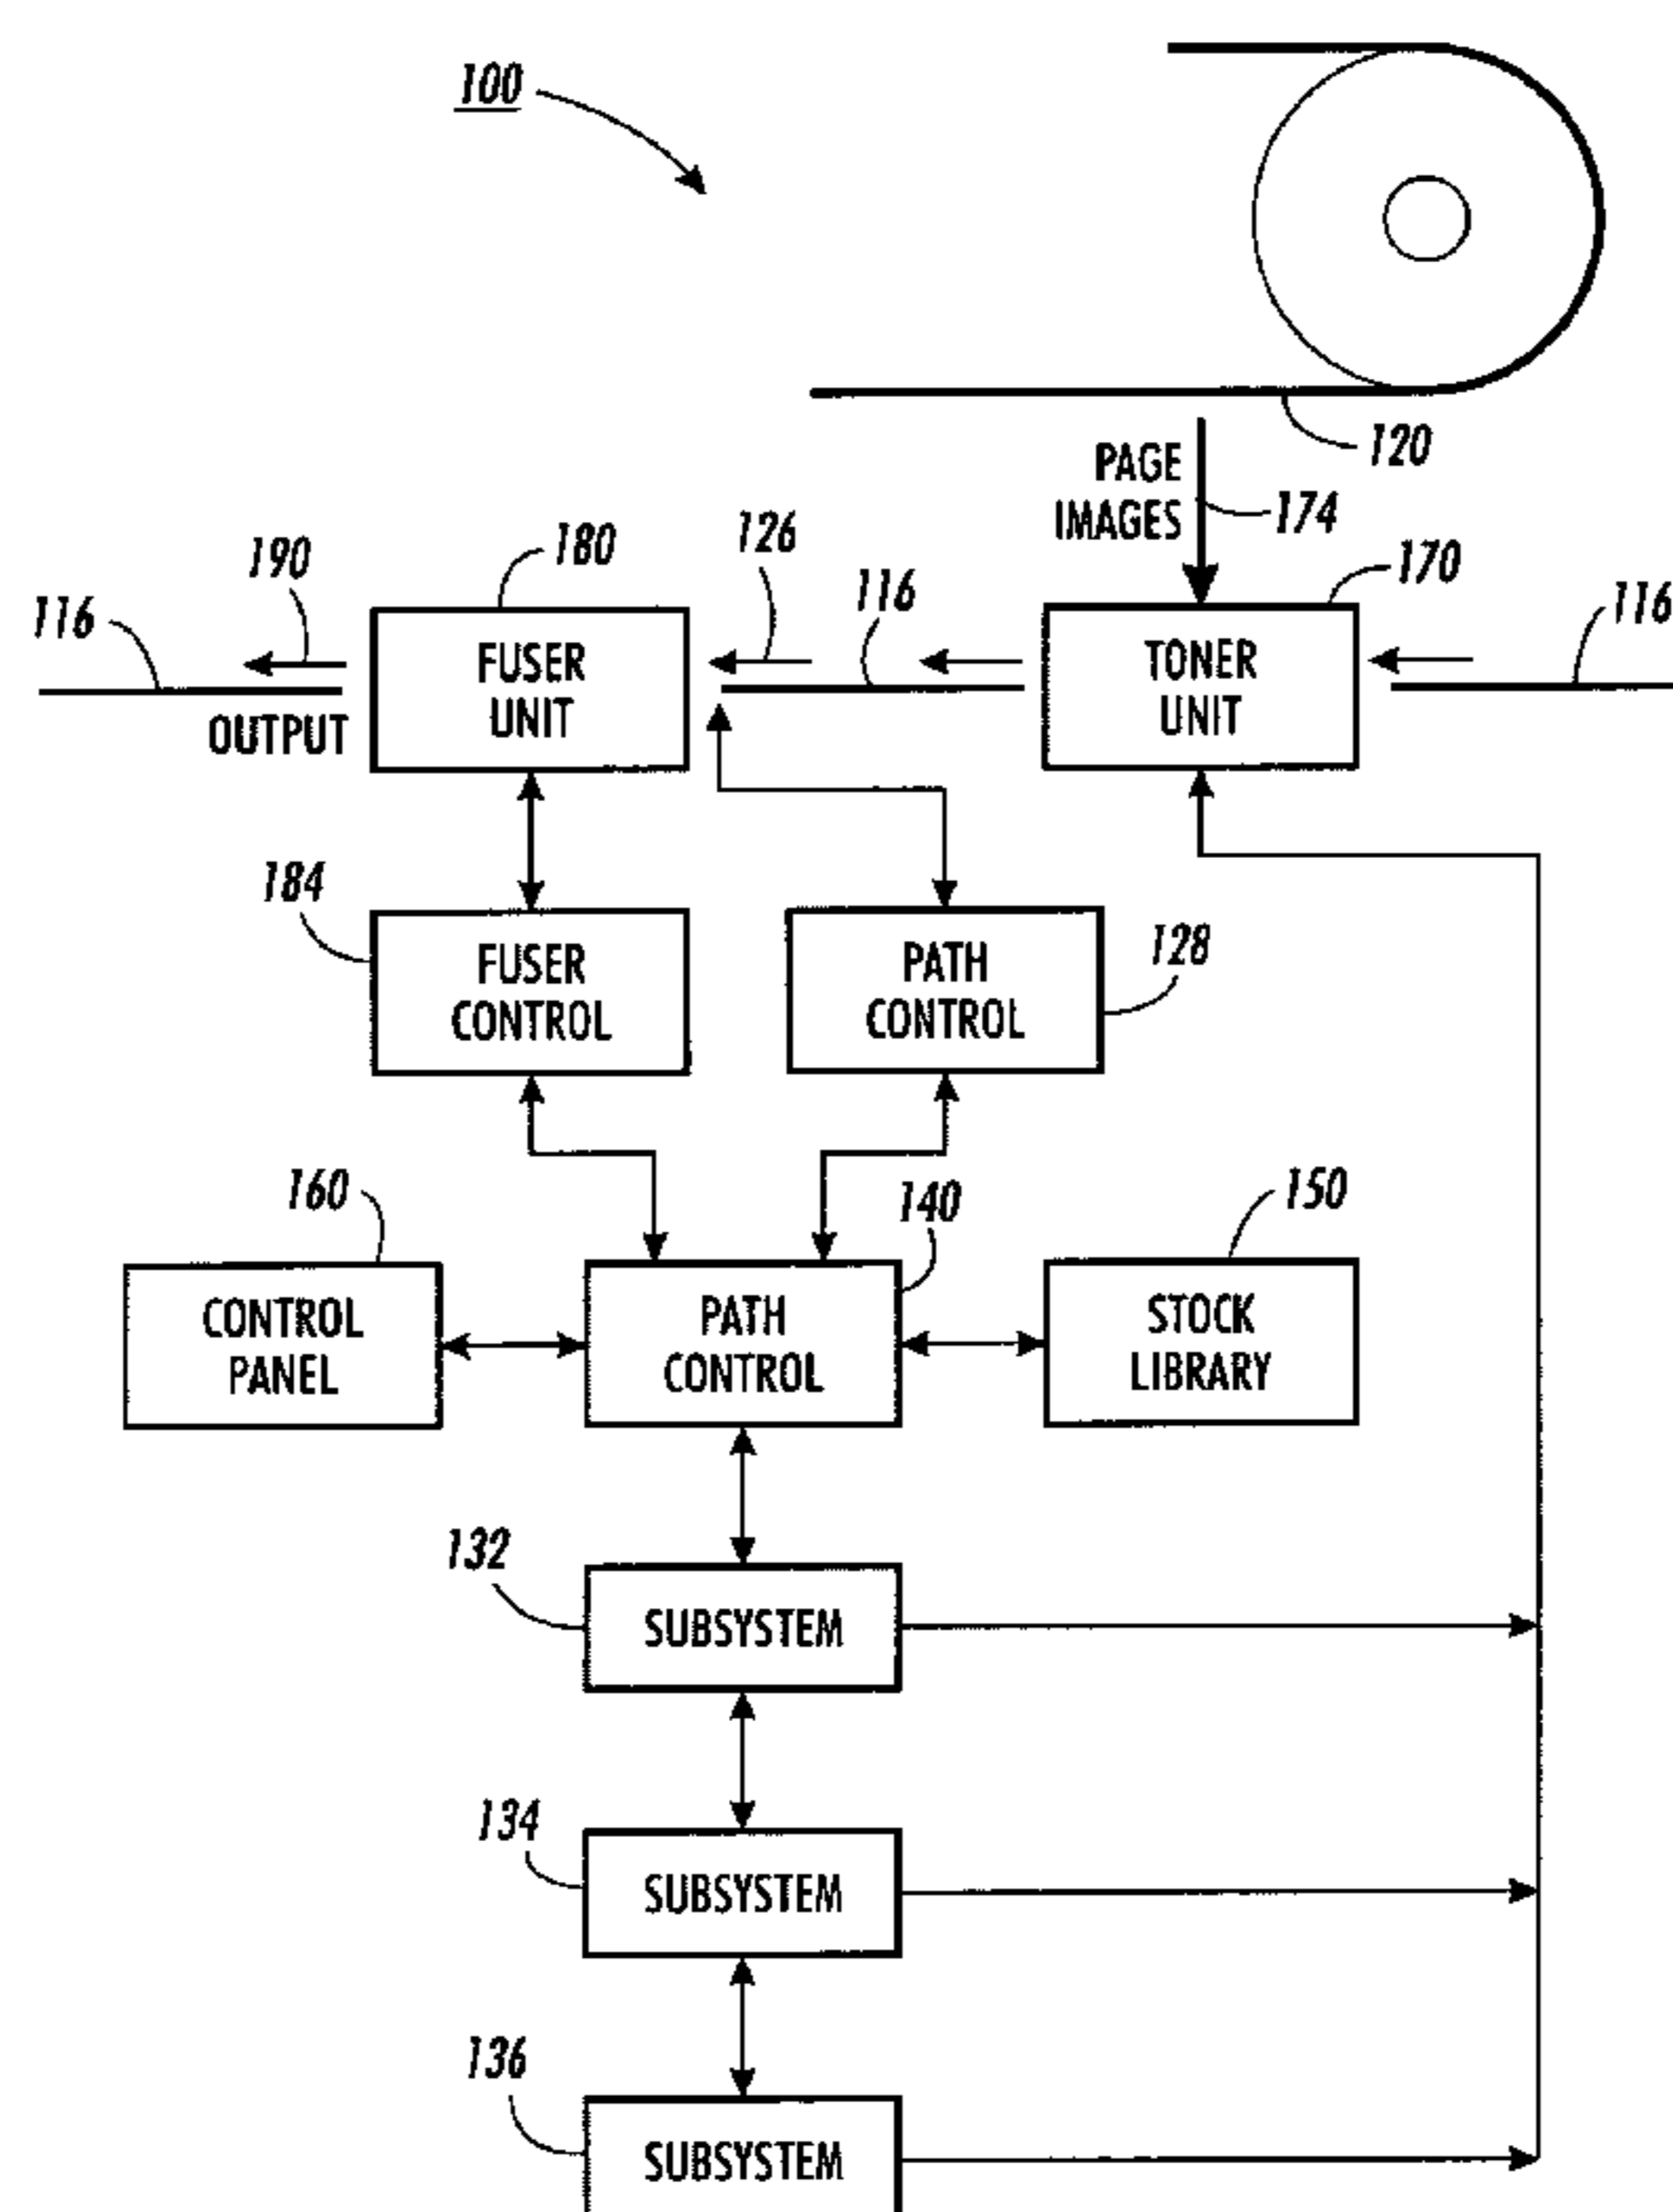 100
120
PAGE
IMAGES
174
126
180
190
116
116
170
116
FUSER
UNIT
TONER
UNIT
OUTPUT
184
FUSER
CONTROL
PATH
CONTROL
128
160
140
150
CONTROL
PANEL
PATH
CONTROL
STOCK
LIBRARY
132
SUBSYSTEM
134
SUBSYSTEM
136
SUBSYSTEM